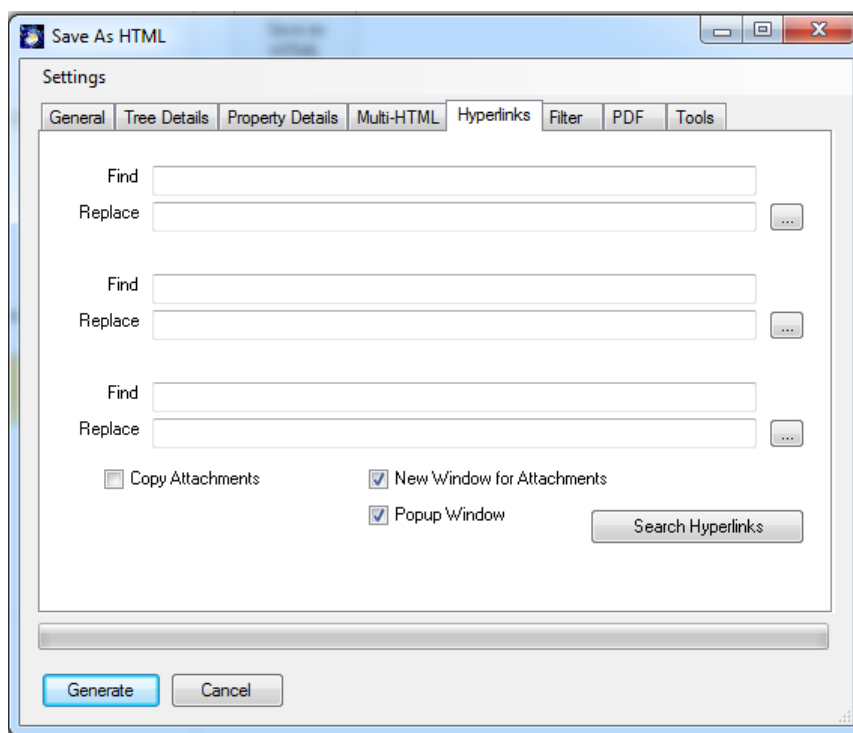 Save As HTML
Settings
General Tree Details Property Details Multi-HTML Hyperlinks Filter PDF Tools
Find
Replace ...
Find
Replace ...
Find
Replace ...
Copy Attachments New Window for Attachments
Popup Window Search Hyperlinks
Generate Cancel